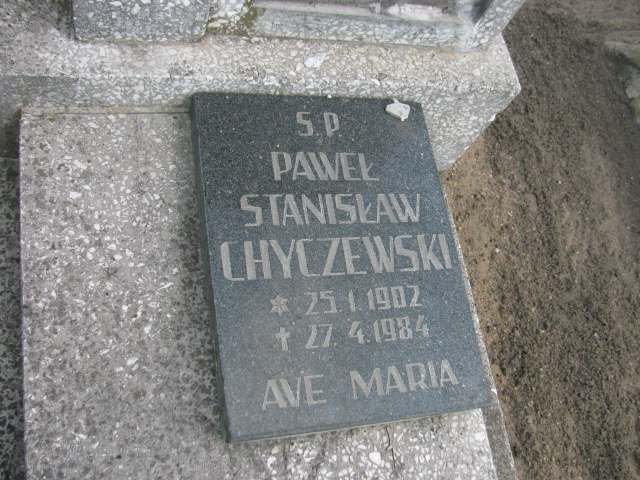 Ś.P
PAWEŁ
STANISŁAW
CHYCZEWSKI
* 25.1.1902
† 27.4.1984
AVE MARIA